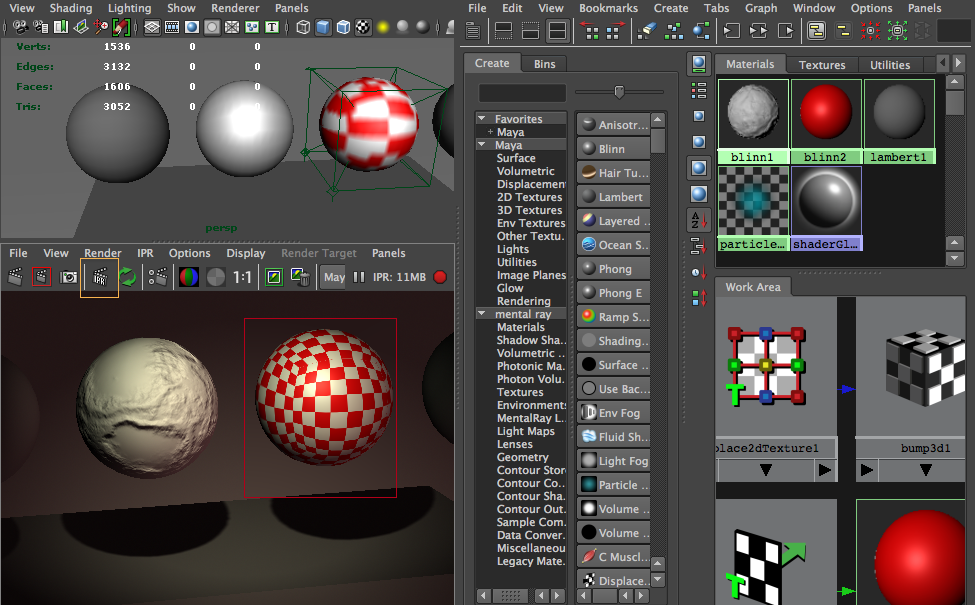 View Shading Lighting Show Renderer Panels
Verts: 1536 0 0
Edges: 3132 0 0
Faces: 1606 0 0
Tris: 3052 0 0
persp
File View Render IPR Options Display Render Target Panels
1:1 May IPR: 11MB
File Edit View Bookmarks Create Tabs Graph Window Options Panels
Create Bins
Favorites
+ Maya
Maya
Surface
Volumetric
Displacemen
2D Textures
3D Textures
Env Textures
Other Textu.
Lights
Utilities
Image Planes
Glow
Rendering
mental ray
Materials
Shadow Sha..
Volumetric ..
Photonic Ma.
Photon Volu.
Textures
Environments
MentalRay L.
Light Maps
Lenses
Geometry
Contour Stor
Contour Co..
Contour Sha.
Contour Out.
Sample Com.
Data Conver.
Miscellaneou
Legacy Mate.
Anisotr...
Blinn
Hair Tu...
Lambert
Layered ..
Ocean S..
Phong
Phong E
Ramp S...
Shading..
Surface ..
Use Bac...
Env Fog
Fluid Sh..
Light Fog
Particle ..
Volume ..
Volume ..
C Muscl..
Displace..
A
Z
Materials Textures Utilities
blinn1 blinn2 lambert1
particle... shaderGl...
Work Area
place2dTexture1 bump3d1